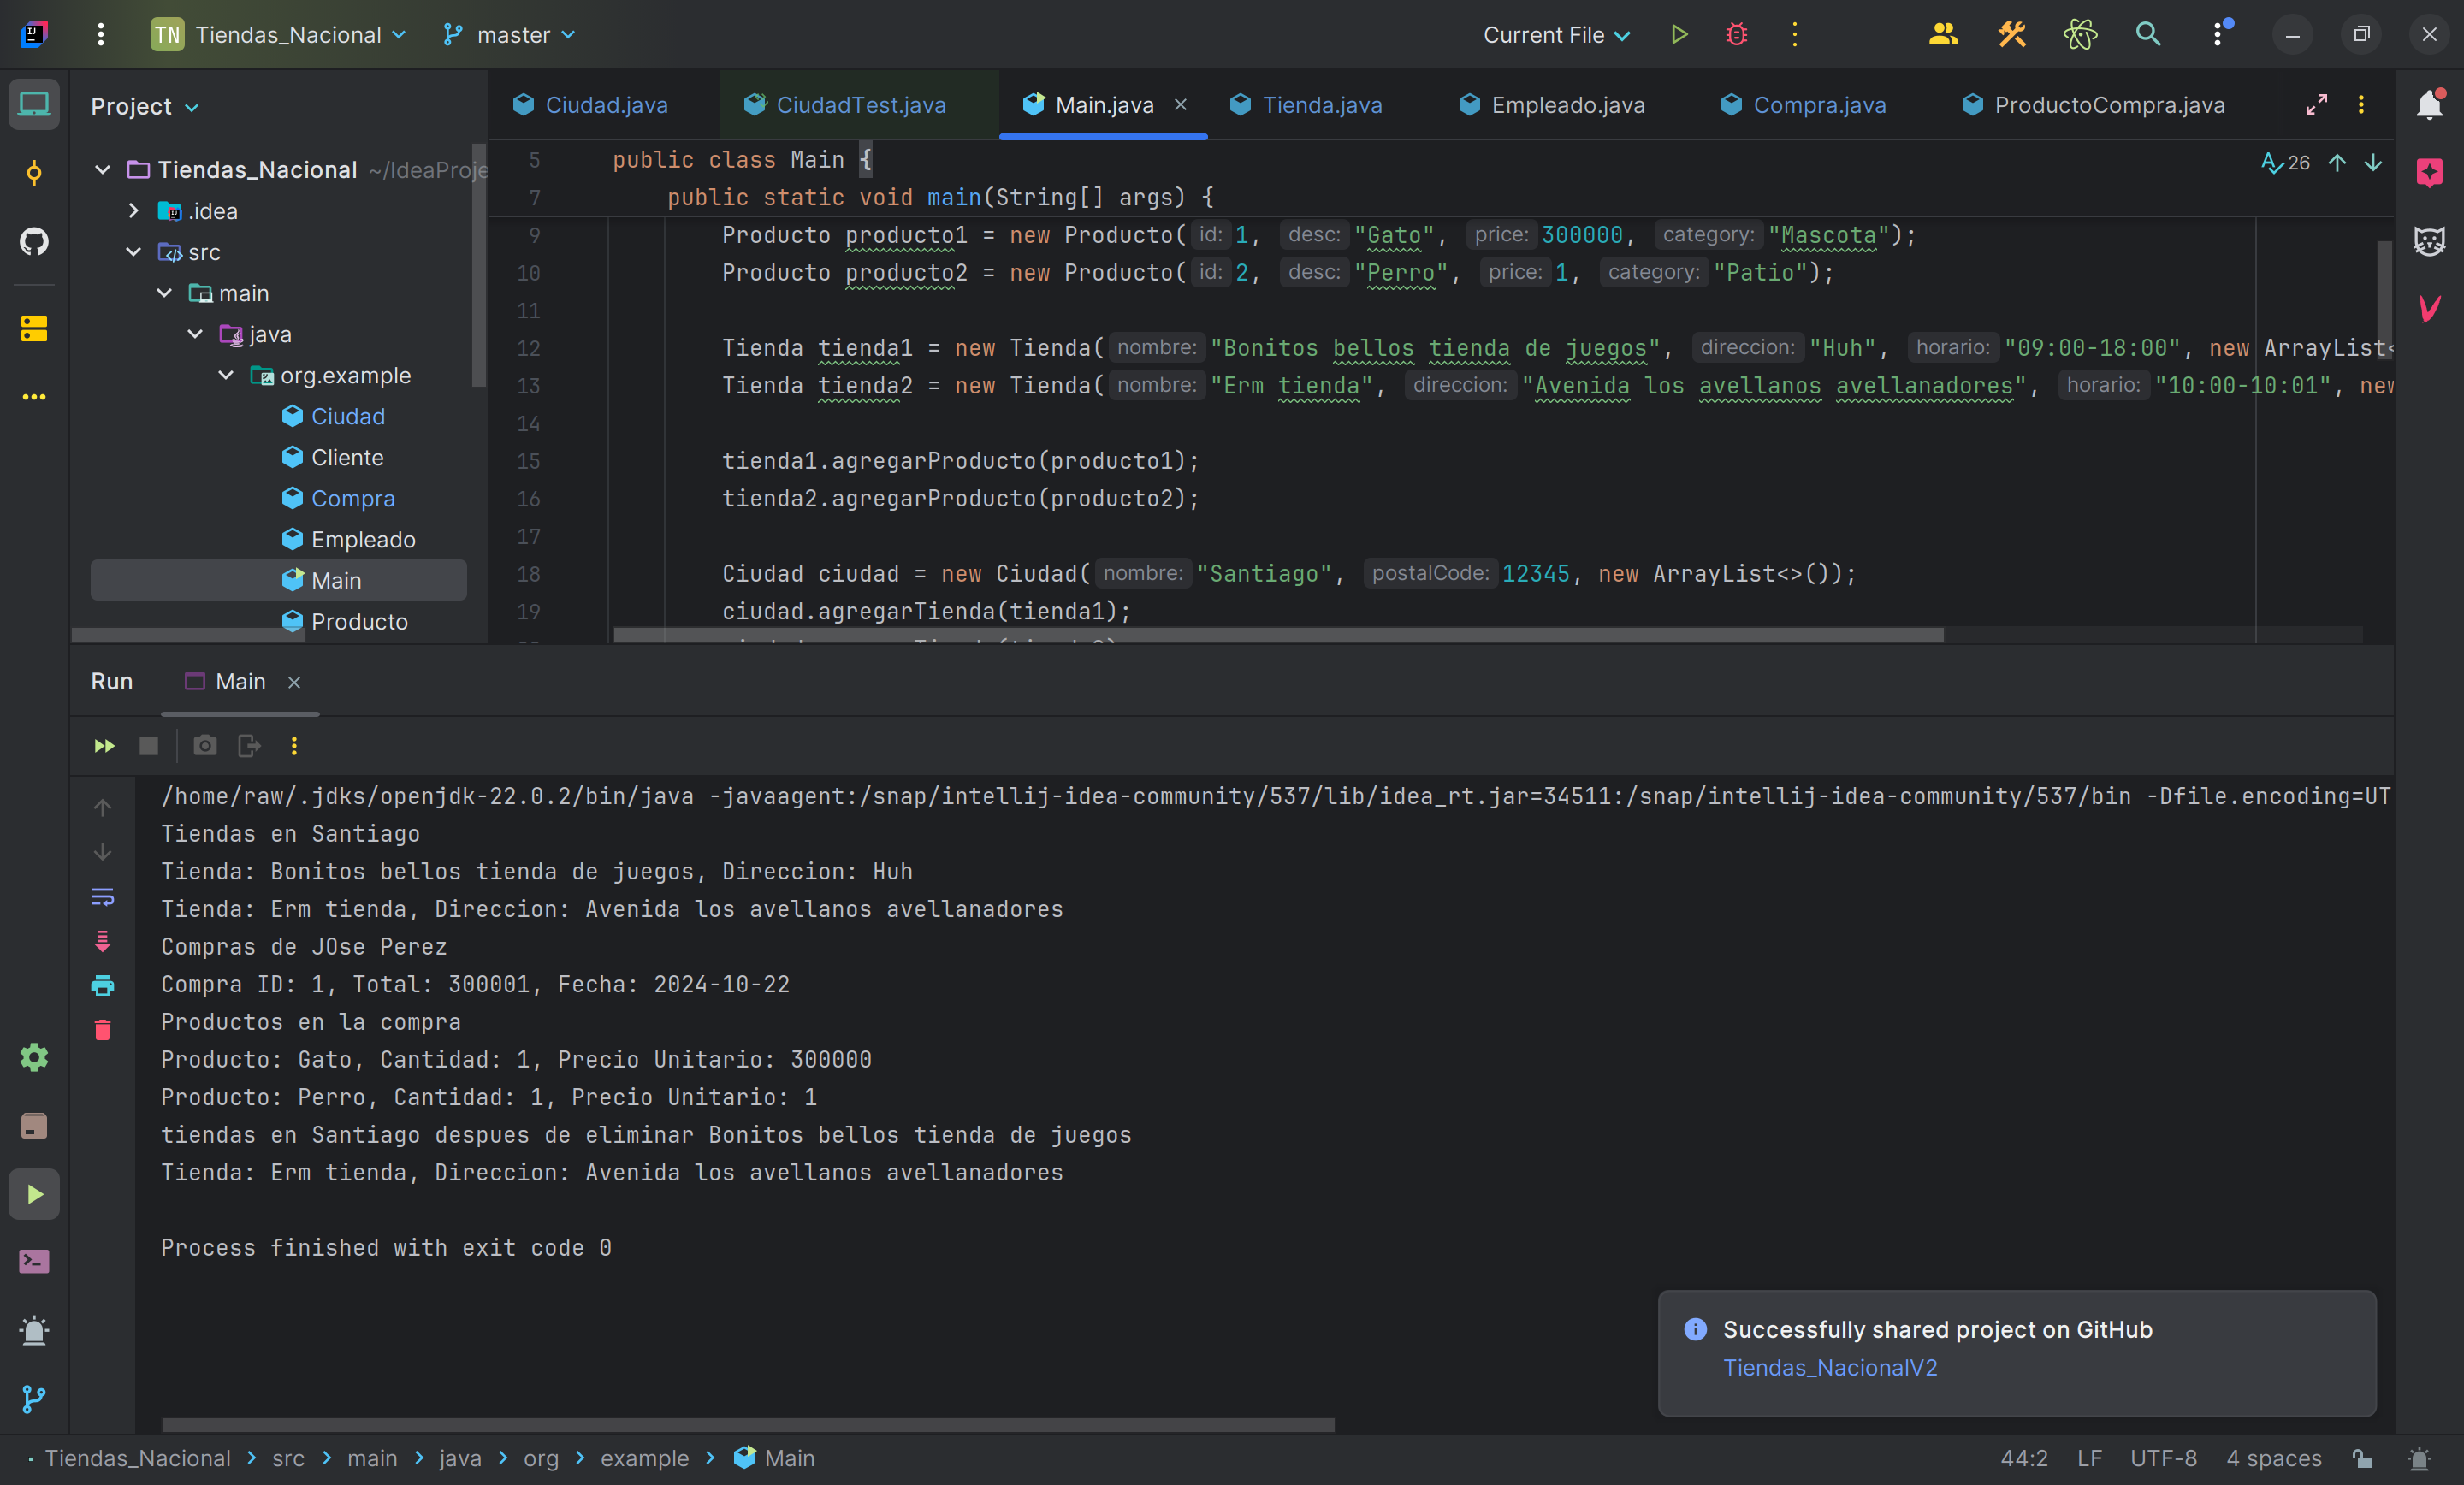 TN Tiendas_Nacional master Current File
Project
Ciudad.java CiudadTest.java Main.java Tienda.java Empleado.java Compra.java ProductoCompra.java
Tiendas_Nacional ~/IdeaProje
.idea
src
main
java
org.example
Ciudad
Cliente
Compra
Empleado
Main
Producto
26
5 public class Main {
7 public static void main(String[] args) {
9 Producto producto1 = new Producto( id: 1, desc: "Gato", price: 300000, category: "Mascota");
10 Producto producto2 = new Producto( id: 2, desc: "Perro", price: 1, category: "Patio");
11
12 Tienda tienda1 = new Tienda( nombre: "Bonitos bellos tienda de juegos", direccion: "Huh", horario: "09:00-18:00", new ArrayList<
13 Tienda tienda2 = new Tienda( nombre: "Erm tienda", direccion: "Avenida los avellanos avellanadores", horario: "10:00-10:01", new
14
15 tienda1.agregarProducto(producto1);
16 tienda2.agregarProducto(producto2);
17
18 Ciudad ciudad = new Ciudad( nombre: "Santiago", postalCode: 12345, new ArrayList<>());
19 ciudad.agregarTienda(tienda1);
Run Main
/home/raw/.jdks/openjdk-22.0.2/bin/java -javaagent:/snap/intellij-idea-community/537/lib/idea_rt.jar=34511:/snap/intellij-idea-community/537/bin -Dfile.encoding=UT
Tiendas en Santiago
Tienda: Bonitos bellos tienda de juegos, Direccion: Huh
Tienda: Erm tienda, Direccion: Avenida los avellanos avellanadores
Compras de JOse Perez
Compra ID: 1, Total: 300001, Fecha: 2024-10-22
Productos en la compra
Producto: Gato, Cantidad: 1, Precio Unitario: 300000
Producto: Perro, Cantidad: 1, Precio Unitario: 1
tiendas en Santiago despues de eliminar Bonitos bellos tienda de juegos
Tienda: Erm tienda, Direccion: Avenida los avellanos avellanadores
Process finished with exit code 0
Successfully shared project on GitHub
Tiendas_NacionalV2
Tiendas_Nacional > src > main > java > org > example > Main
44:2 LF UTF-8 4 spaces